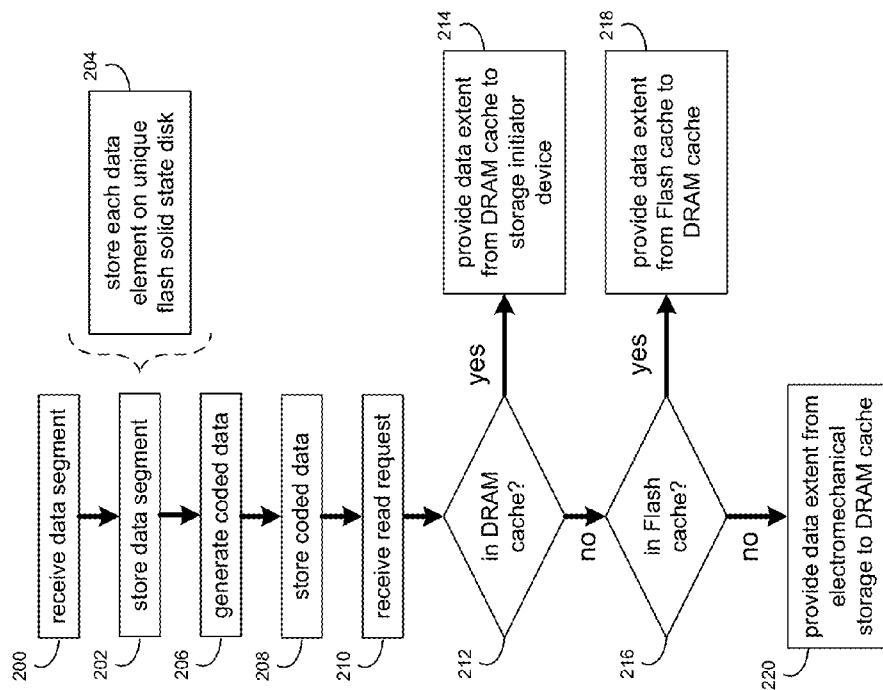 200
receive data segment
202
store data segment
204
store each data
element on unique
flash solid state disk
206
generate coded data
208
store coded data
210
receive read request
212
in DRAM
cache?
yes
214
provide data extent
from DRAM cache to
storage initiator
device
no
216
in Flash
cache?
yes
218
provide data extent
from Flash cache to
DRAM cache
no
220
provide data extent from
electromechanical
storage to DRAM cache